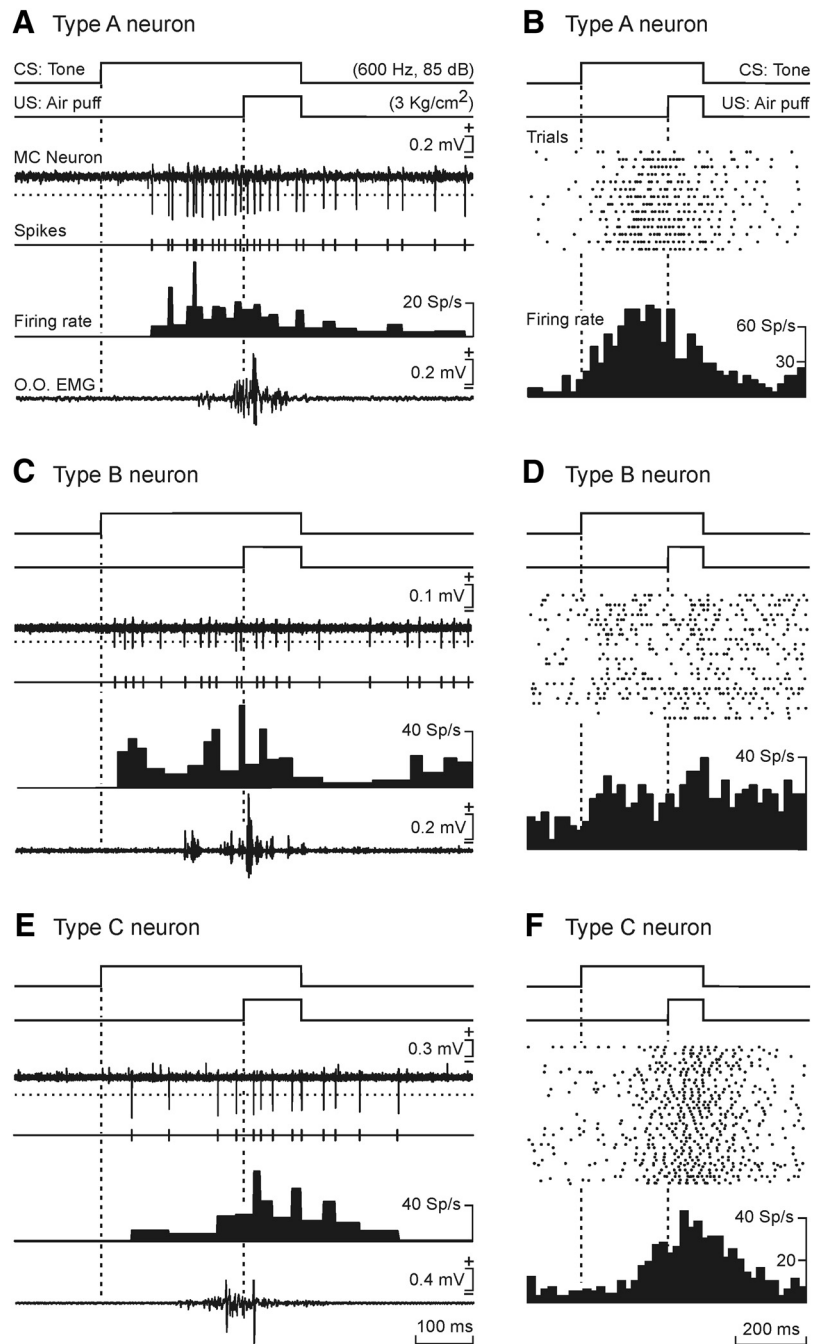 A Type A neuron
CS: Tone (600 Hz, 85 dB)
US: Air puff (3 Kg/cm2)
+
0.2 mV
=
MC Neuron
Spikes
20 Sp/s
Firing rate
+
0.2 mV
=
O.O. EMG
B Type A neuron
CS: Tone
US: Air puff
Trials
Firing rate
60 Sp/s
30
C Type B neuron
+
0.1 mV
=
40 Sp/s
+
0.2 mV
=
D Type B neuron
40 Sp/s
E Type C neuron
+
0.3 mV
=
40 Sp/s
+
0.4 mV
=
100 ms
F Type C neuron
40 Sp/s
20
200 ms